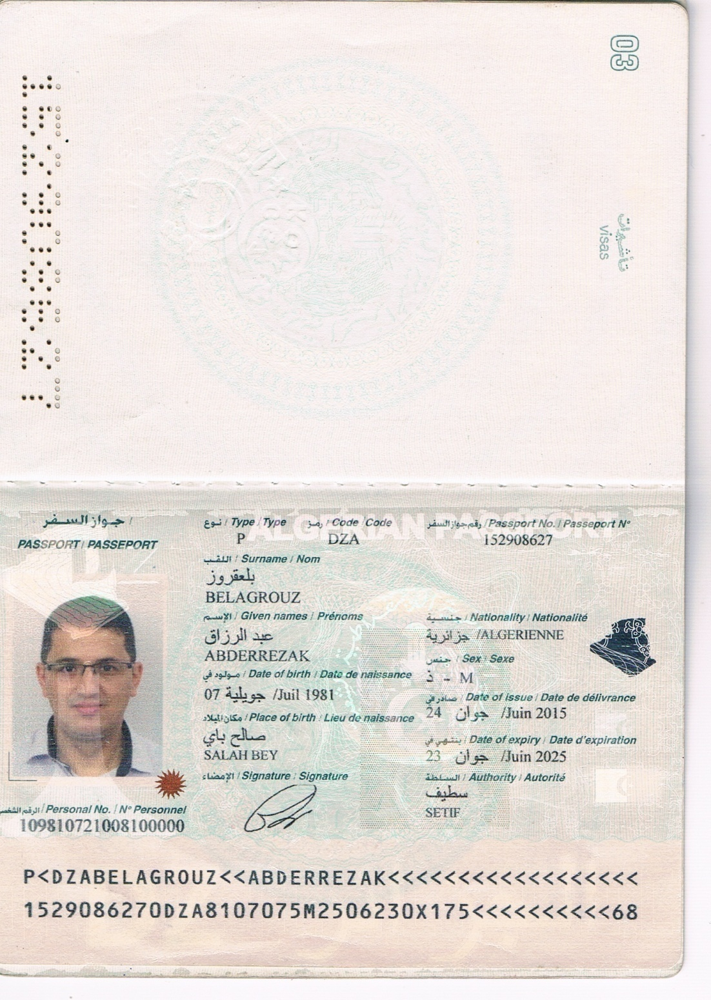 03
تأشيرات
visas
152908627
جواز السفر /
PASSPORT / PASSEPORT
نوع / Type / Type
رمز / Code / Code
رقم جواز السفر / Passport No. / Passeport N°
P
DZA
152908627
ALGERIAN PASSPORT
اللقب / Surname / Nom
بلعقروز
BELAGROUZ
الإسم / Given names / Prénoms
جنسية / Nationality / Nationalité
عبد الرزاق
جزائرية /ALGERIENNE
ABDERREZAK
جنس / Sex / Sexe
مولود في / Date of birth / Date de naissance
ذ - M
07 جويلية /Juil 1981
صادر في / Date of issue / Date de délivrance
مكان الميلاد / Place of birth / Lieu de naissance
24 جوان /Juin 2015
صالح باي
ينتهي في / Date of expiry / Date d'expiration
SALAH BEY
23 جوان /Juin 2025
الإمضاء / Signature / Signature
السلطة / Authority / Autorité
سطيف
SETIF
الرقم الشخصي / Personal No. / N° Personnel
109810721008100000
P<DZABELAGROUZ<<ABDERREZAK<<<<<<<<<<<<<<<<<<
1529086270DZA8107075M2506230X175<<<<<<<<<<68